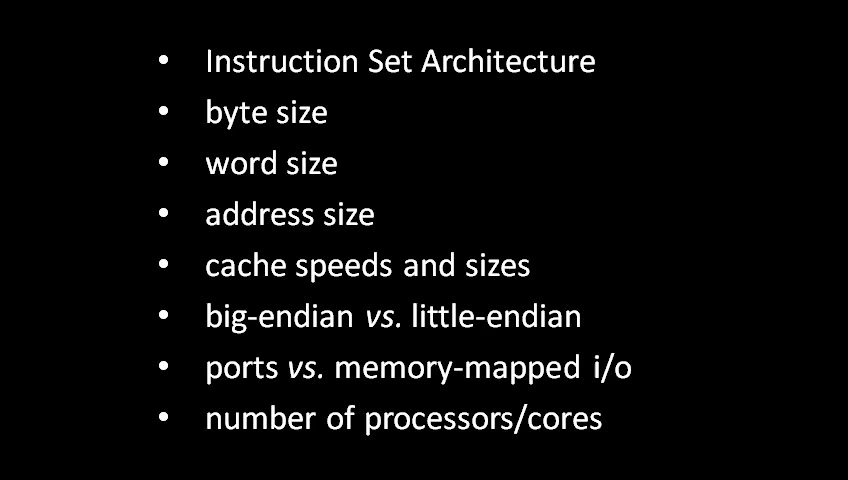 • Instruction Set Architecture
• byte size
• word size
• address size
• cache speeds and sizes
• big-endian vs. little-endian
• ports vs. memory-mapped i/o
• number of processors/cores